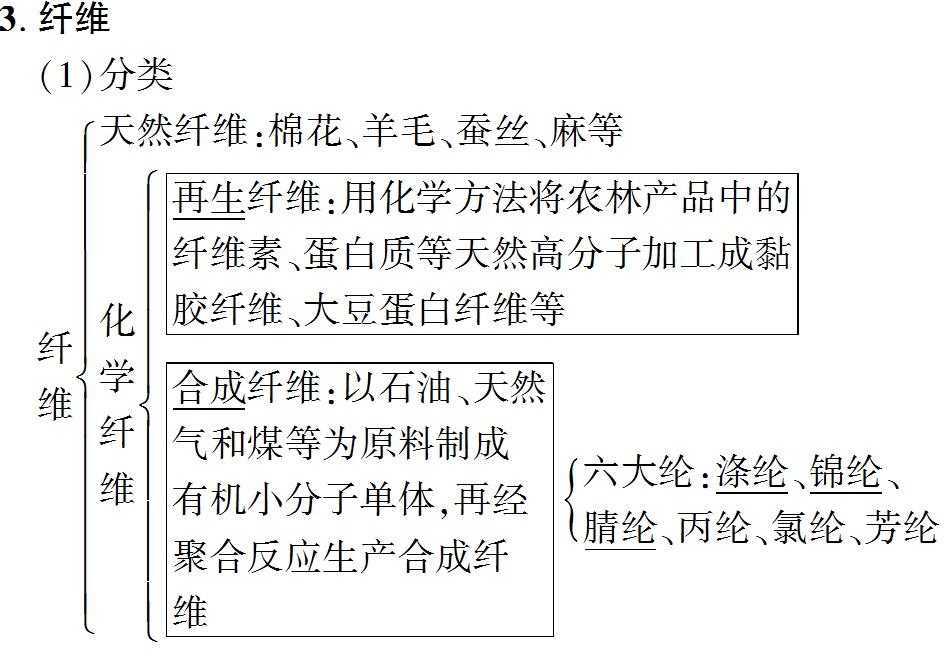 3. 纤维
(1)分类
天然纤维:棉花、羊毛、蚕丝、麻等
再生纤维:用化学方法将农林产品中的
纤维素、蛋白质等天然高分子加工成黏
胶纤维、大豆蛋白纤维等
纤维
化学纤维
合成纤维:以石油、天然
气和煤等为原料制成
有机小分子单体,再经
聚合反应生产合成纤
维
六大纶:涤纶、锦纶、
腈纶、丙纶、氯纶、芳纶